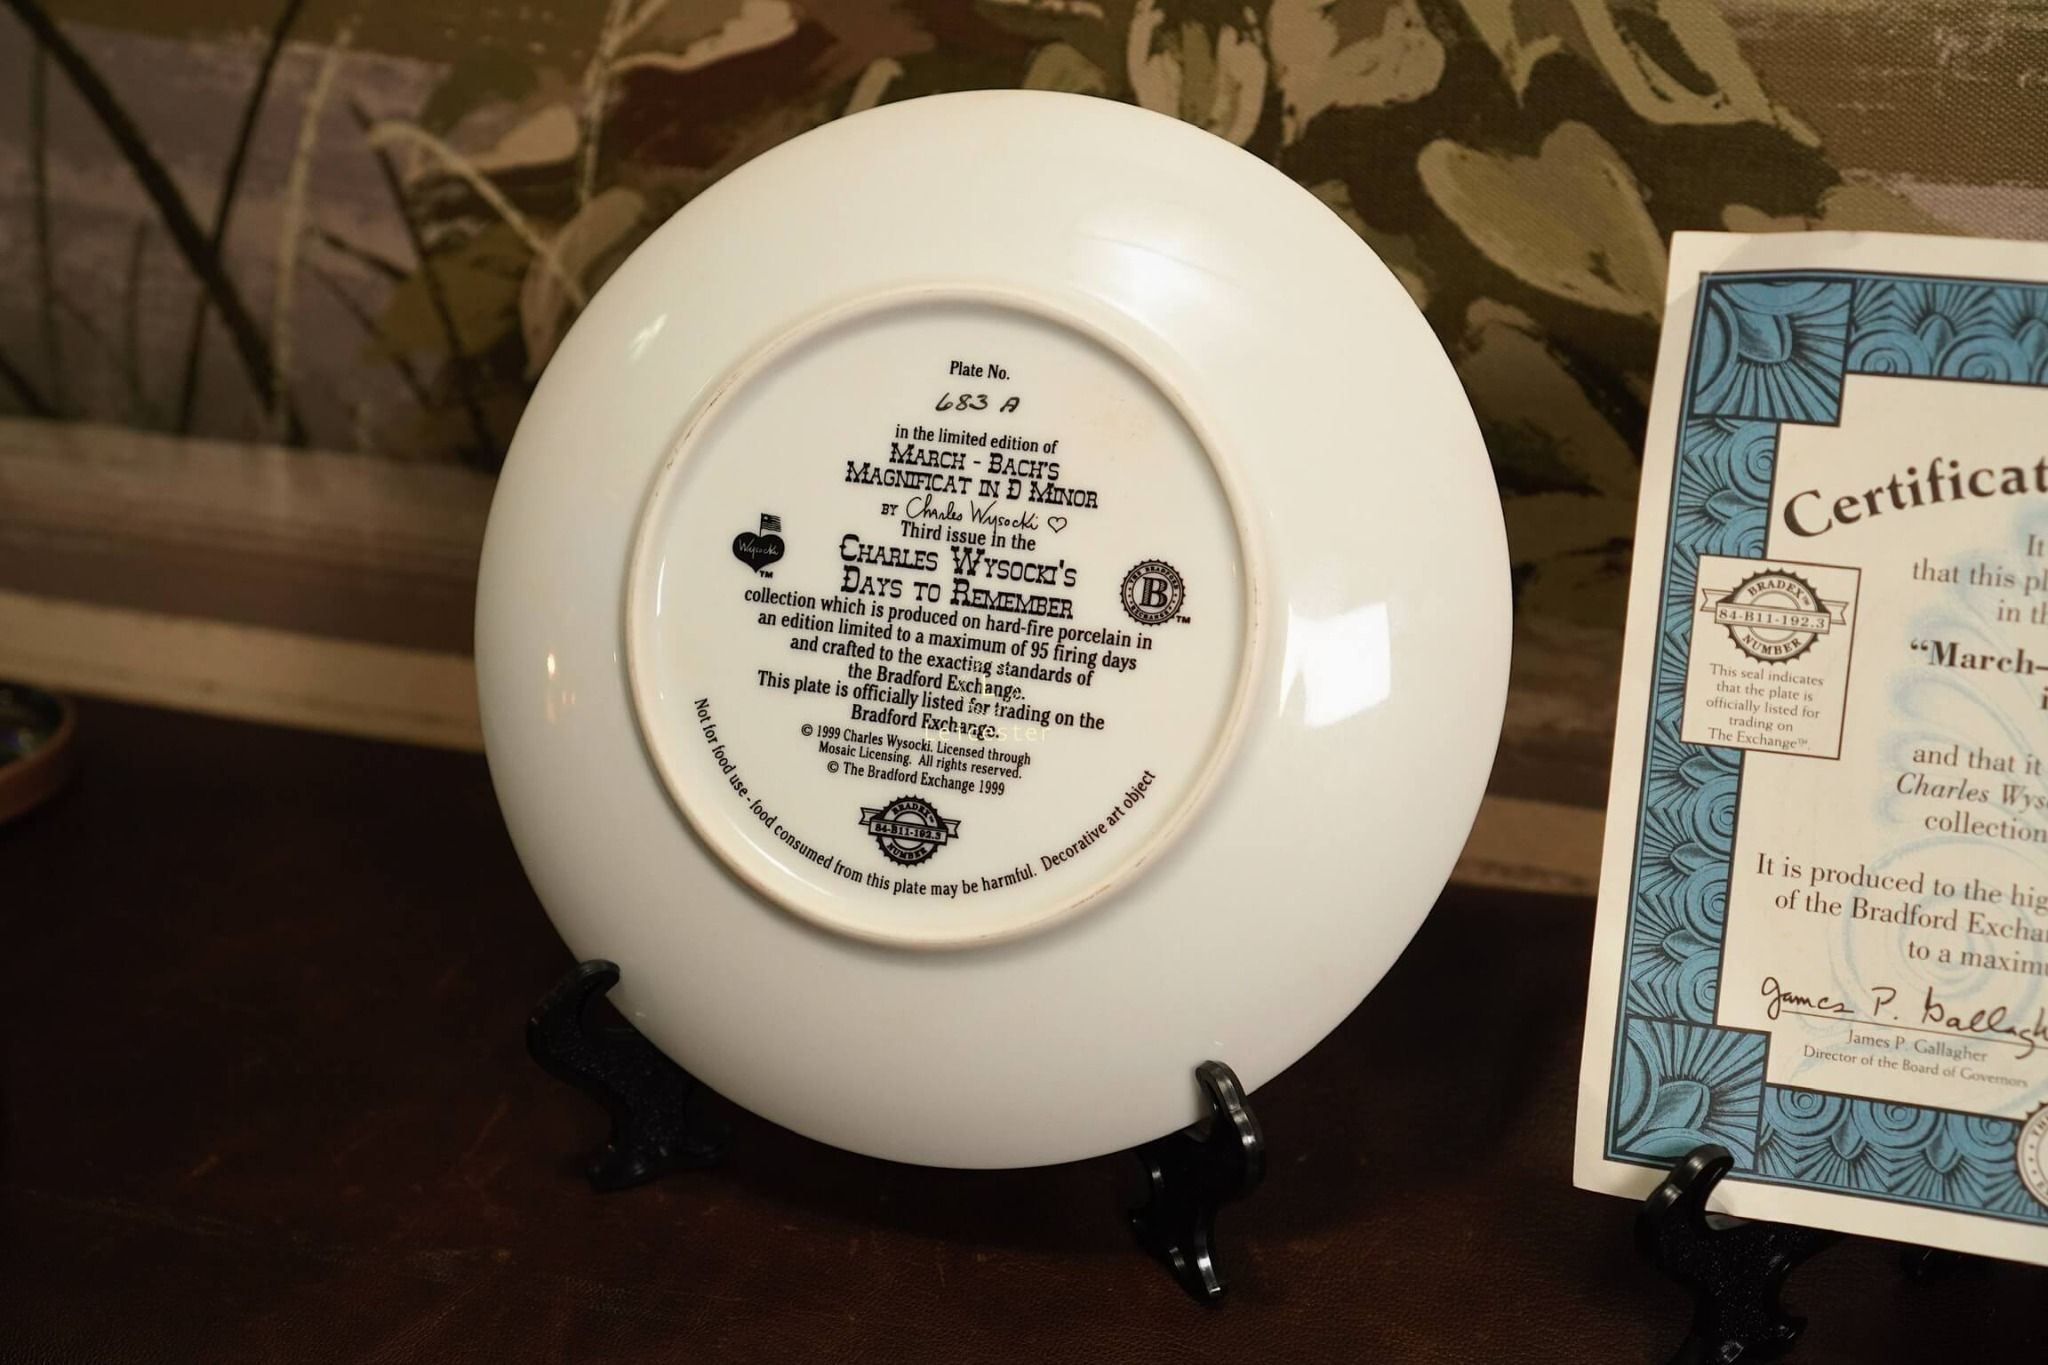 Plate No.
683 A
in the limited edition of
MARCH - BACH'S
MAGNIFICAT IN D MINOR
BY Charles Wysocki
Third issue in the
CHARLES WYSOCKI'S
DAYS TO REMEMBER
collection which is produced on hard-fire porcelain in
an edition limited to a maximum of 95 firing days
and crafted to the exacting standards of
the Bradford Exchange.
This plate is officially listed for trading on the
Bradford Exchange.
© 1999 Charles Wysocki. Licensed through
Mosaic Licensing. All rights reserved.
© The Bradford Exchange 1999
BRADEX™
84-B11-192.3
NUMBER
Not for food use - food consumed from this plate may be harmful. Decorative art object
Wysocki
™
THE BRADFORD EXCHANGE
B
™
L
Leicester
Certificat
It
that this pl
in th
"March—
i
and that it
Charles Wys
collection
It is produced to the hig
of the Bradford Excha
to a maxim
James P. Gallagh
James P. Gallagher
Director of the Board of Governors
BRADEX™
84-B11-192.3
NUMBER
This seal indicates
that the plate is
officially listed for
trading on
The Exchange™.